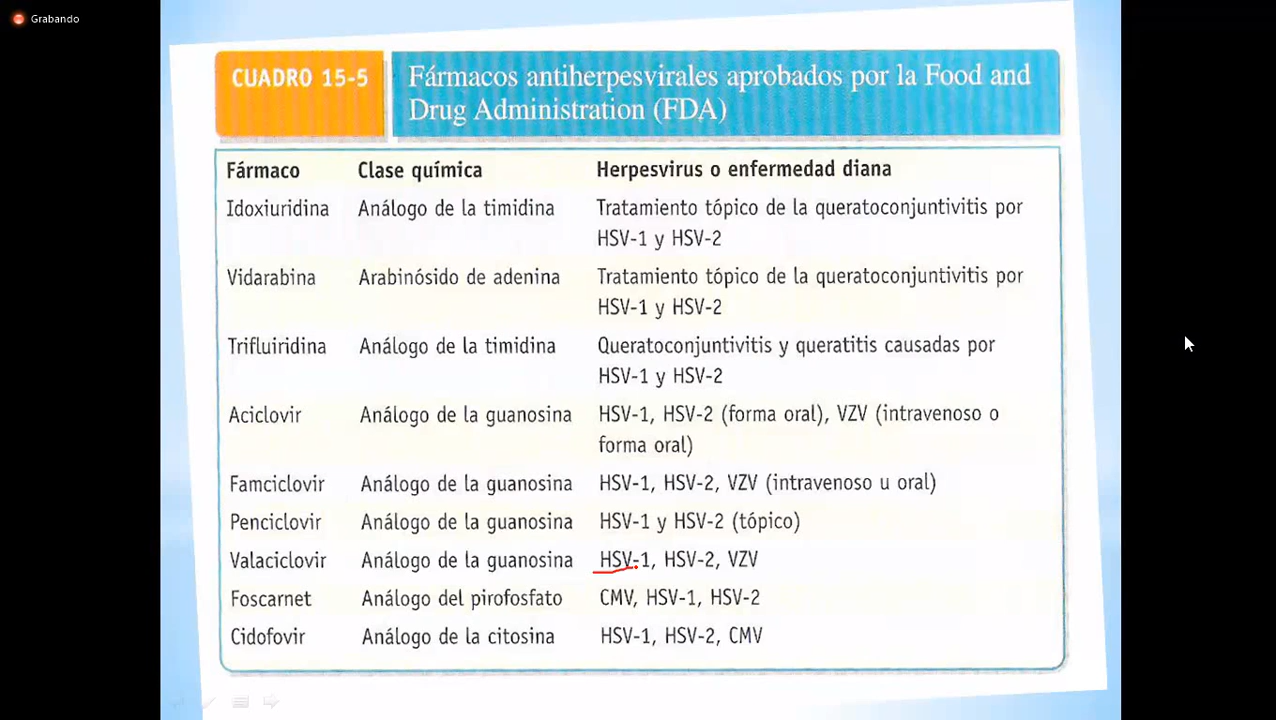 Grabando
CUADRO 15-5
Fármacos antiherpesvirales aprobados por la Food and
Drug Administration (FDA)
Fármaco Clase química Herpesvirus o enfermedad diana
Idoxiuridina Análogo de la timidina Tratamiento tópico de la queratoconjuntivitis por
HSV-1 y HSV-2
Vidarabina Arabinósido de adenina Tratamiento tópico de la queratoconjuntivitis por
HSV-1 y HSV-2
Trifluiridina Análogo de la timidina Queratoconjuntivitis y queratitis causadas por
HSV-1 y HSV-2
Aciclovir Análogo de la guanosina HSV-1, HSV-2 (forma oral), VZV (intravenoso o
forma oral)
Famciclovir Análogo de la guanosina HSV-1, HSV-2, VZV (intravenoso u oral)
Penciclovir Análogo de la guanosina HSV-1 y HSV-2 (tópico)
Valaciclovir Análogo de la guanosina HSV-1, HSV-2, VZV
Foscarnet Análogo del pirofosfato CMV, HSV-1, HSV-2
Cidofovir Análogo de la citosina HSV-1, HSV-2, CMV